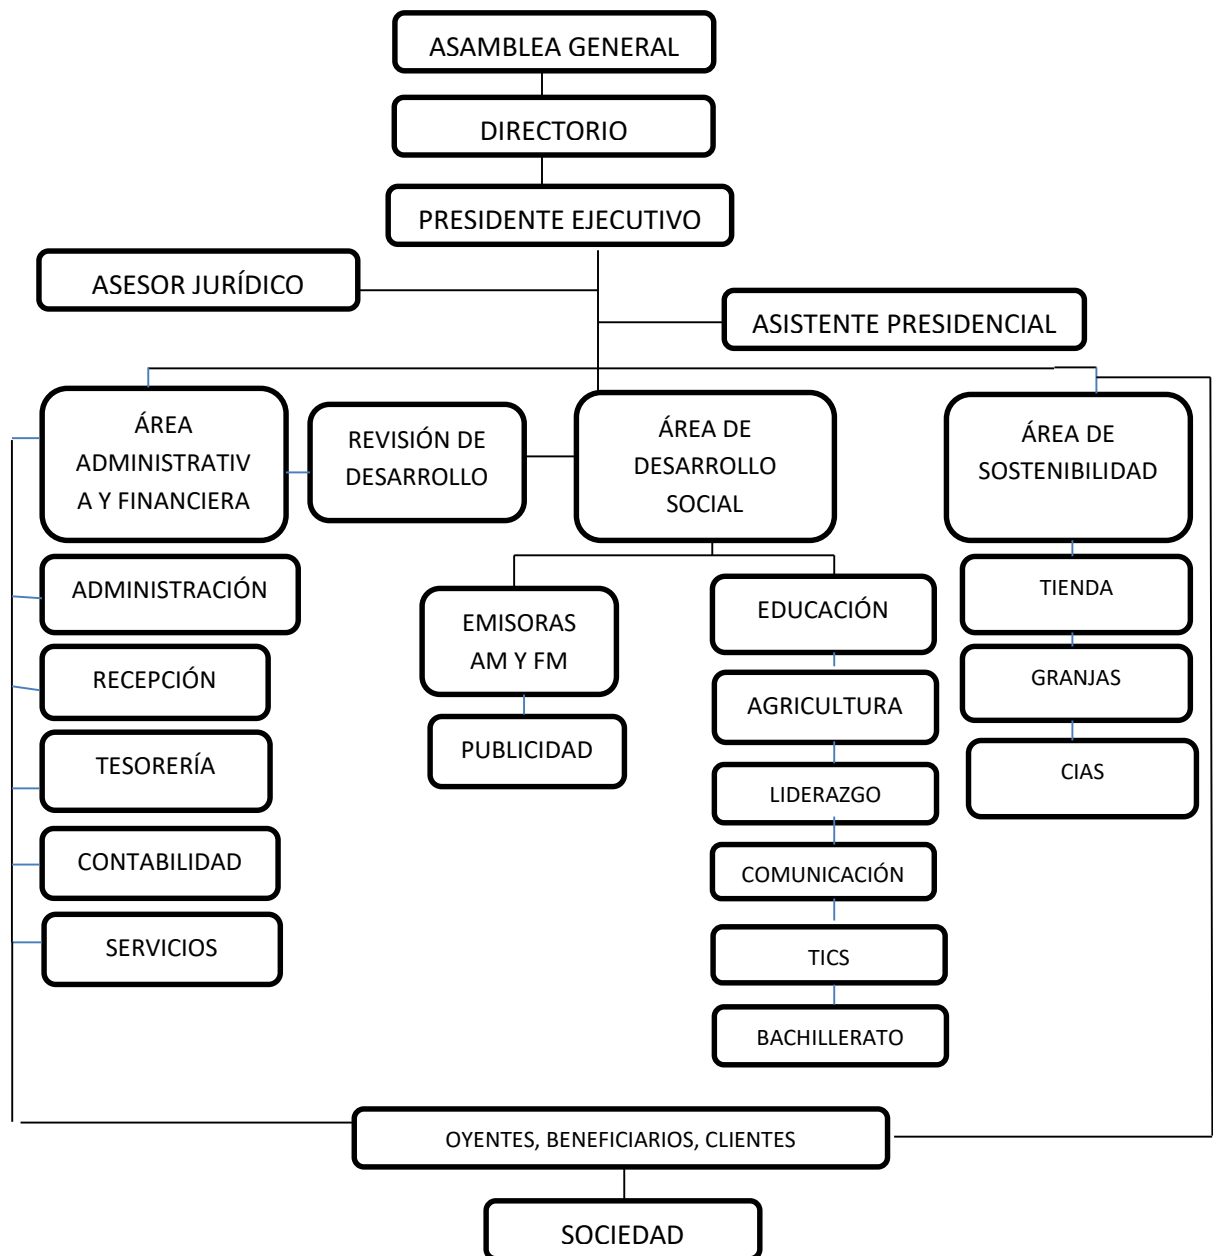 ASAMBLEA GENERAL
DIRECTORIO
PRESIDENTE EJECUTIVO
ASESOR JURÍDICO
ASISTENTE PRESIDENCIAL
ÁREA
ADMINISTRATIV
A Y FINANCIERA
REVISIÓN DE
DESARROLLO
ÁREA DE
DESARROLLO
SOCIAL
ÁREA DE
SOSTENIBILIDAD
ADMINISTRACIÓN
RECEPCIÓN
TESORERÍA
CONTABILIDAD
SERVICIOS
EMISORAS
AM Y FM
PUBLICIDAD
EDUCACIÓN
AGRICULTURA
LIDERAZGO
COMUNICACIÓN
TICS
BACHILLERATO
TIENDA
GRANJAS
CIAS
OYENTES, BENEFICIARIOS, CLIENTES
SOCIEDAD